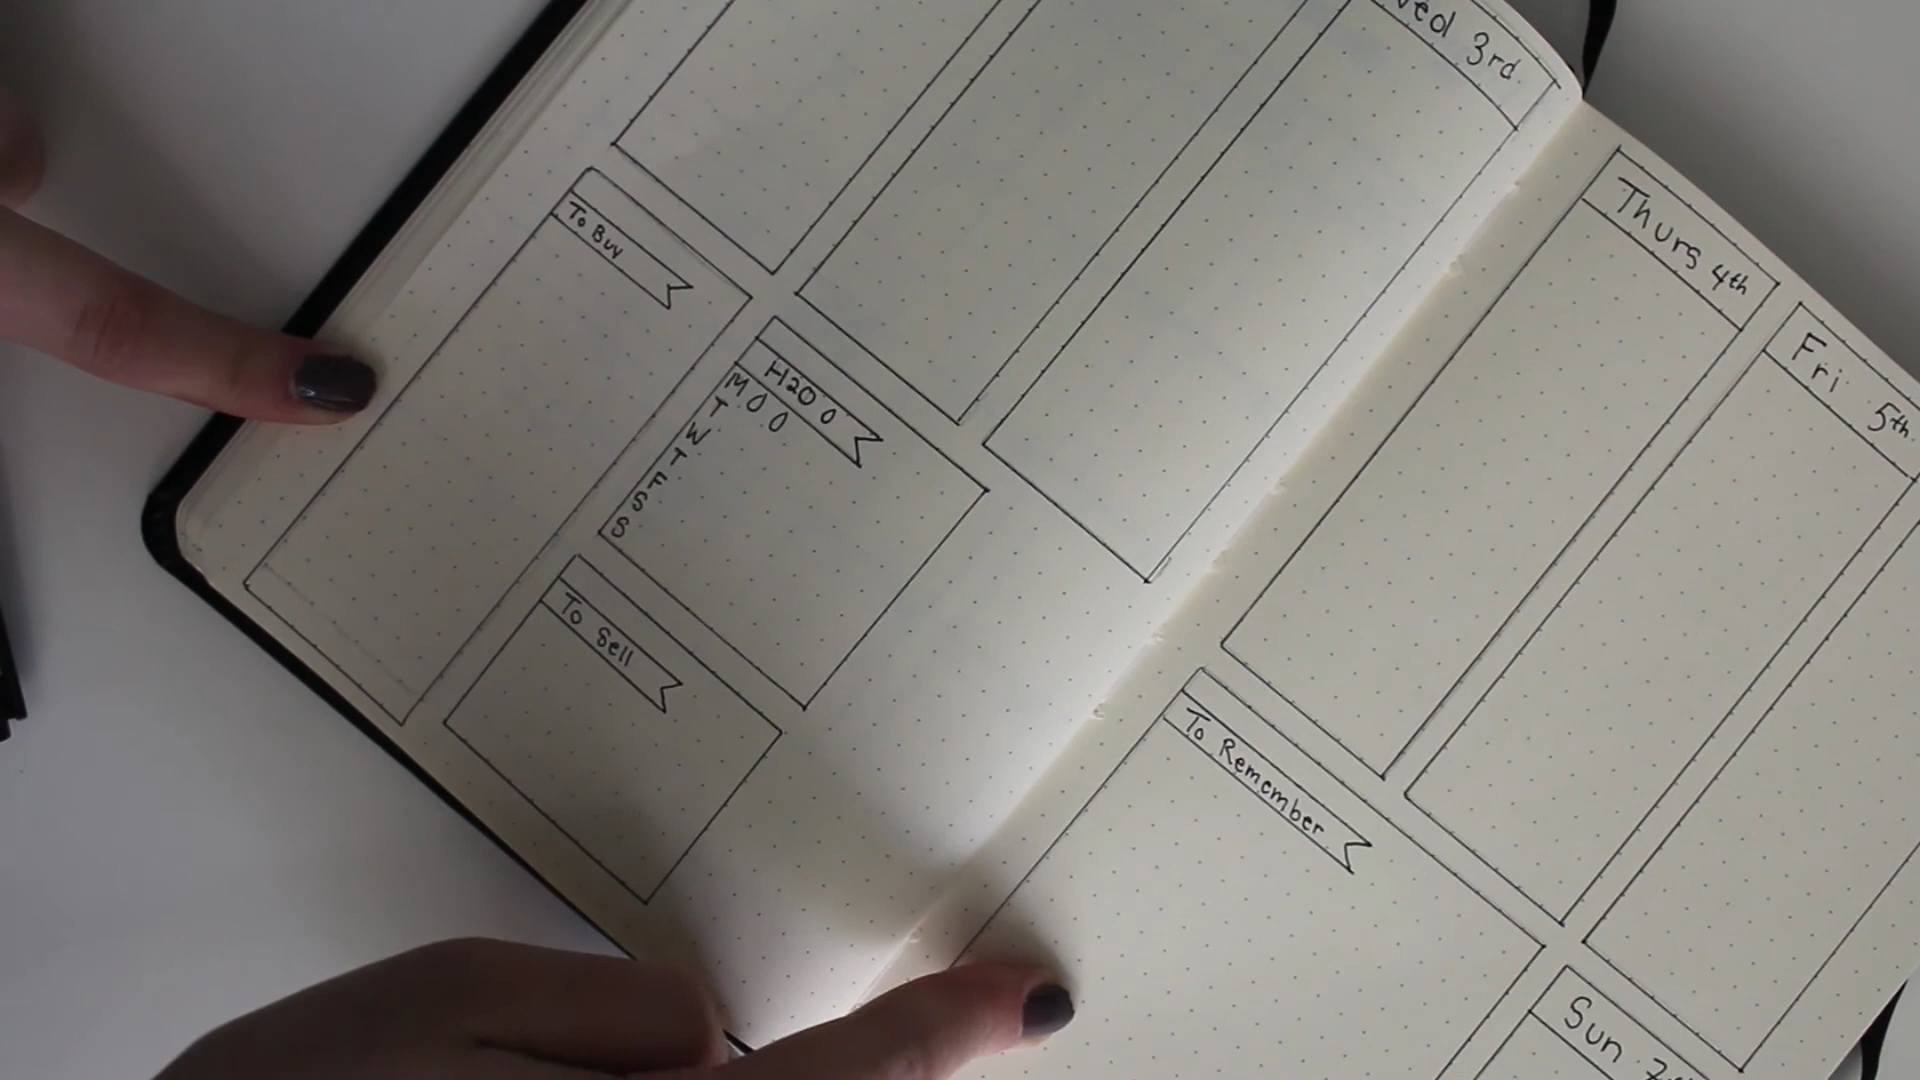 Wed 3rd
To Buy
H2O
M
T
W
T
F
S
S
To Sell
Thurs 4th
Fri 5th
To Remember
Sun